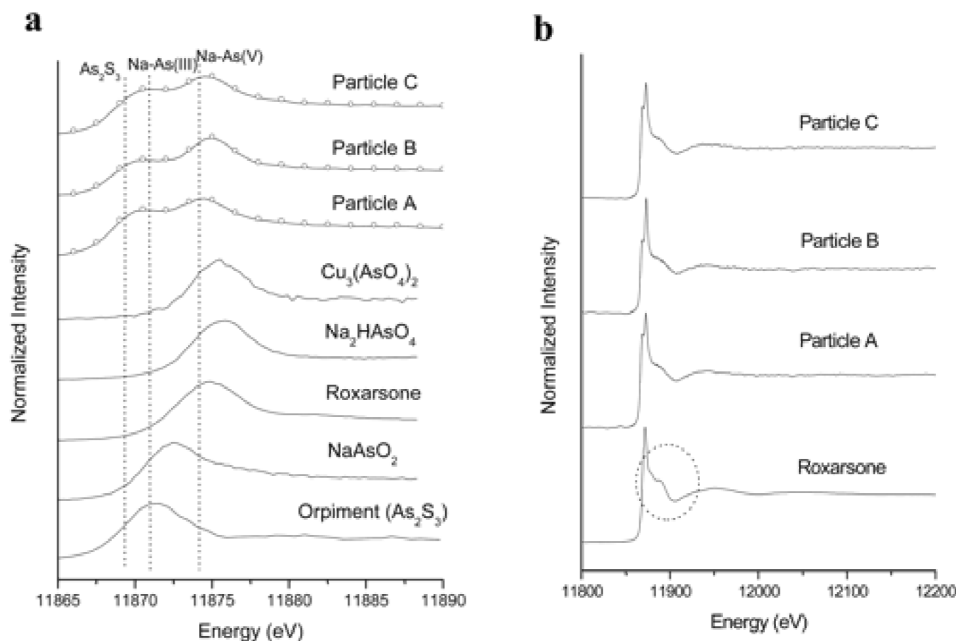 a
As₂S₃ Na-As(III) Na-As(V)
Particle C
Particle B
Particle A
Cu₃(AsO₄)₂
Na₂HAsO₄
Roxarsone
NaAsO₂
Orpiment (As₂S₃)
Normalized Intensity
11865 11870 11875 11880 11885 11890
Energy (eV)
b
Particle C
Particle B
Particle A
Roxarsone
Normalized Intensity
11800 11900 12000 12100 12200
Energy (eV)